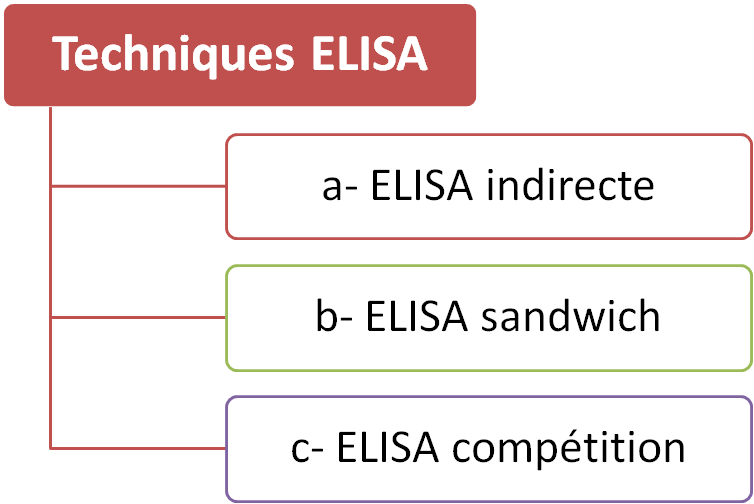 Techniques ELISA
a- ELISA indirecte
b- ELISA sandwich
c- ELISA compétition